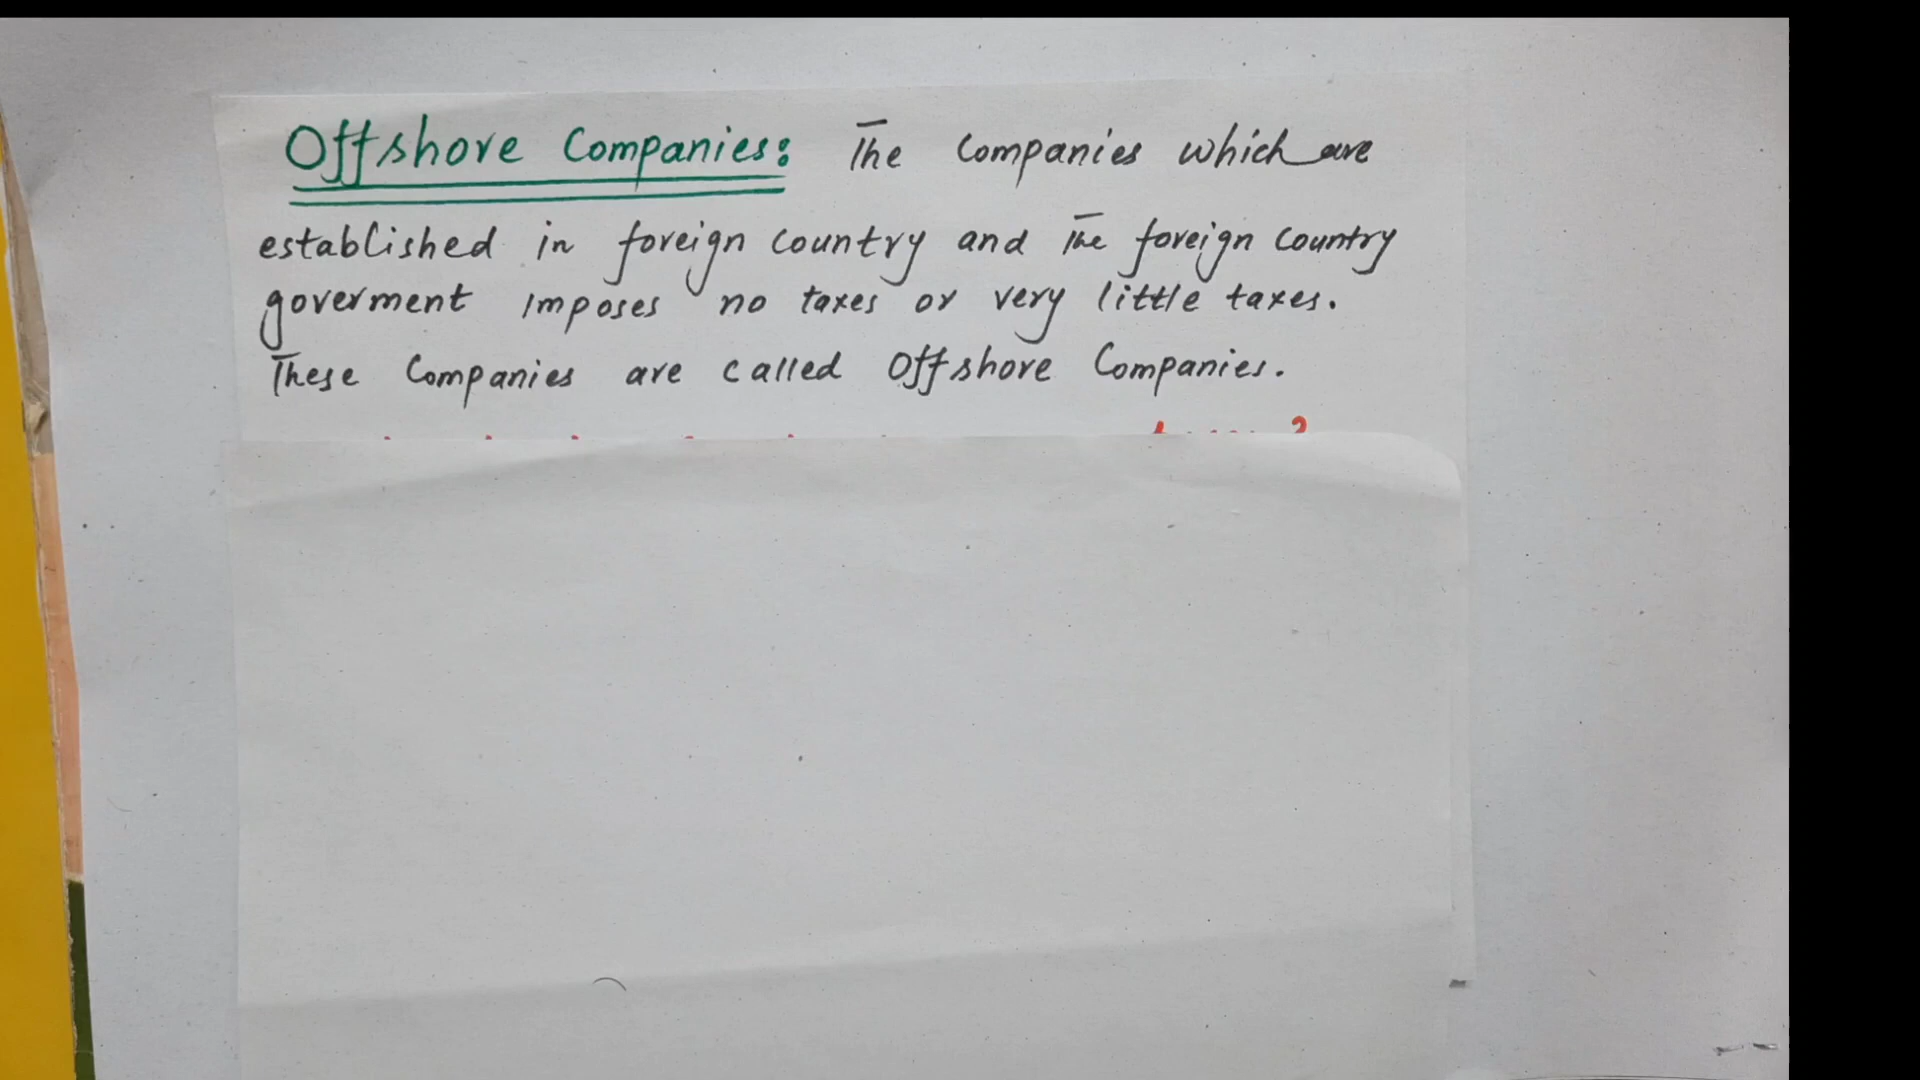 Offshore Companies: The Companies which are
established in foreign country and the foreign country
goverment imposes no taxes or very little taxes.
These Companies are called Offshore Companies.